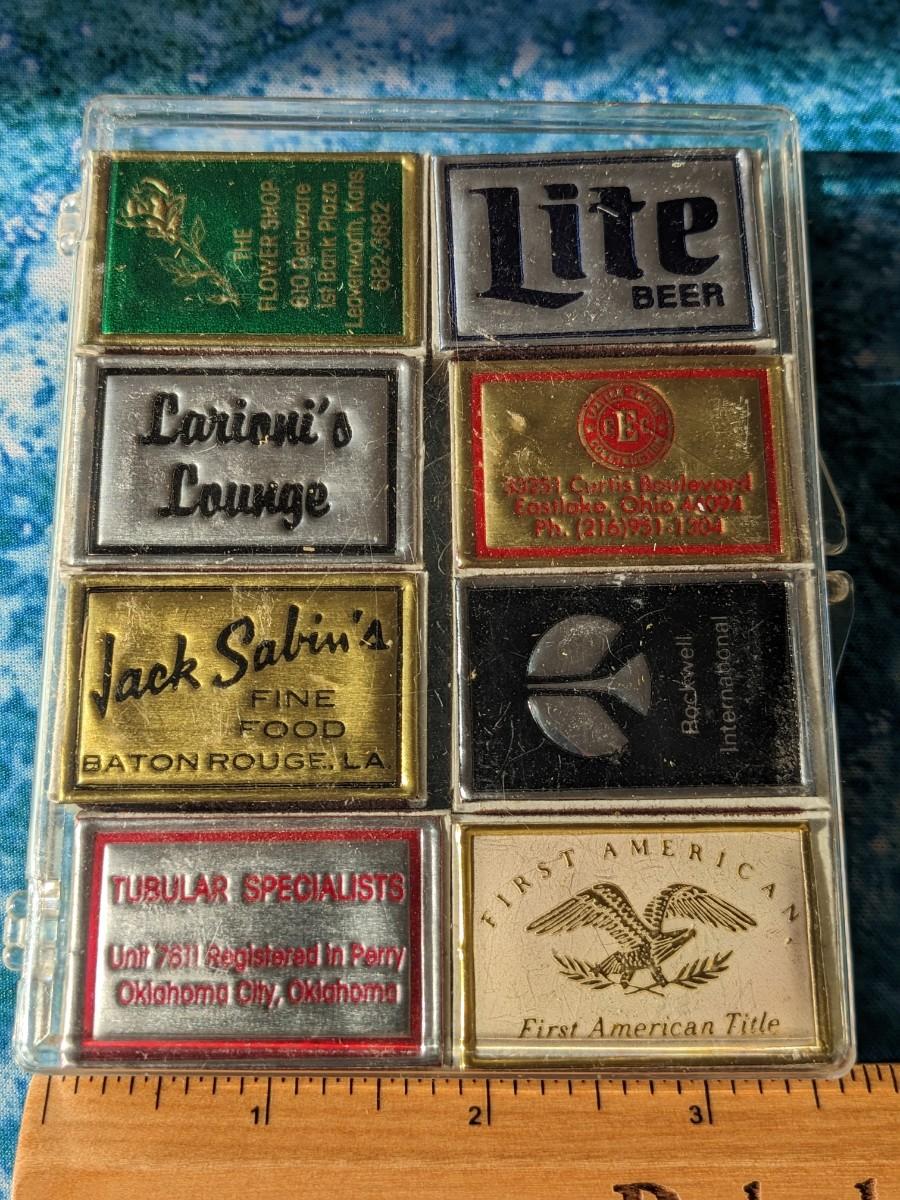 THE
FLOWER SHOP
610 Delaware
1st Bank Plaza
Leavenworth, Kans.
682-3682
Lite
BEER
Larioni's
Lounge
EEC
CONSTRUCTION
33251 Curtis Boulevard
Eastlake, Ohio 44094
Ph. (216)951-1304
Jack Sabin's
FINE
FOOD
BATON ROUGE, LA
Rockwell
International
TUBULAR SPECIALISTS
Unit 7811 Registered in Perry
Oklahoma City, Oklahoma
FIRST AMERICAN
First American Title
1 2 3